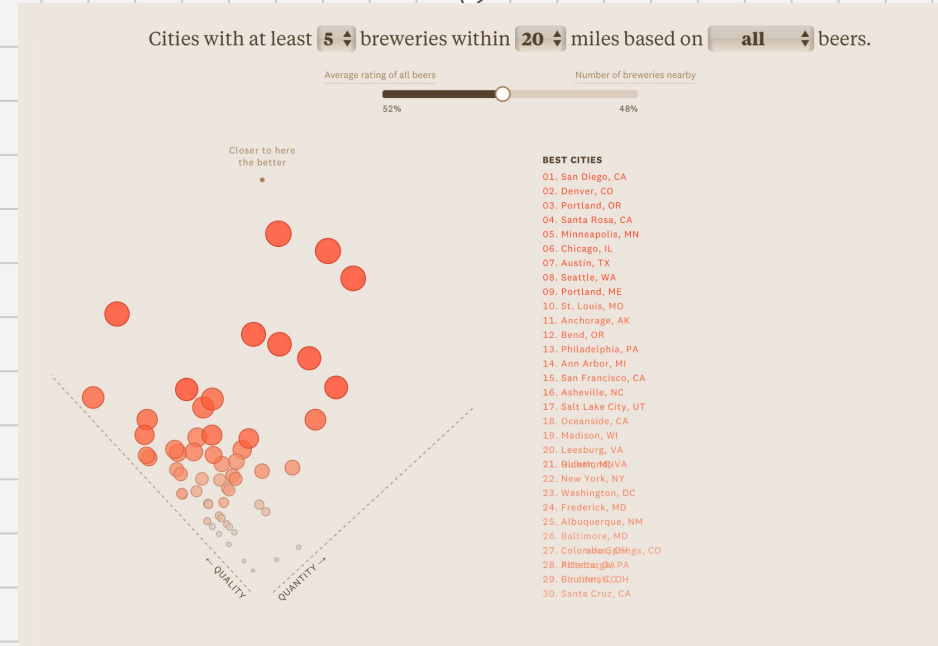 Cities with at least 5 breweries within 20 miles based on all beers.
Average rating of all beers
Number of breweries nearby
52%
48%
Closer to here
the better
BEST CITIES
01. San Diego, CA
02. Denver, CO
03. Portland, OR
04. Santa Rosa, CA
05. Minneapolis, MN
06. Chicago, IL
07. Austin, TX
08. Seattle, WA
09. Portland, ME
10. St. Louis, MO
11. Anchorage, AK
12. Bend, OR
13. Philadelphia, PA
14. Ann Arbor, MI
15. San Francisco, CA
16. Asheville, NC
17. Salt Lake City, UT
18. Oceanside, CA
19. Madison, WI
20. Leesburg, VA
21.
22. New York, NY
23. Washington, DC
24. Frederick, MD
25. Albuquerque, NM
26. Baltimore, MD
27.
28.
29.
30. Santa Cruz, CA
← QUALITY
QUANTITY →